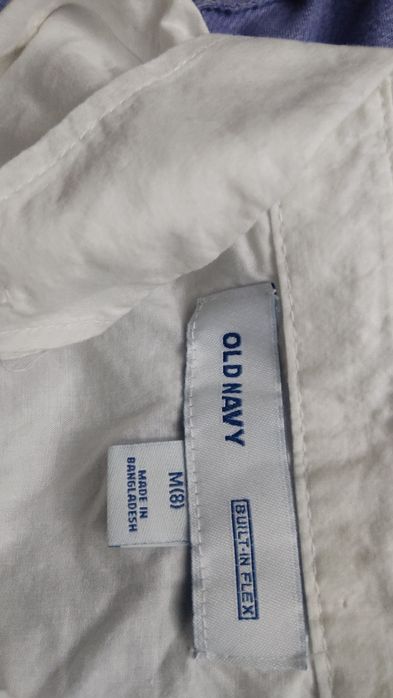 OLD NAVY
BUILT-IN FLEX
M(8)
MADE IN
BANGLADESH